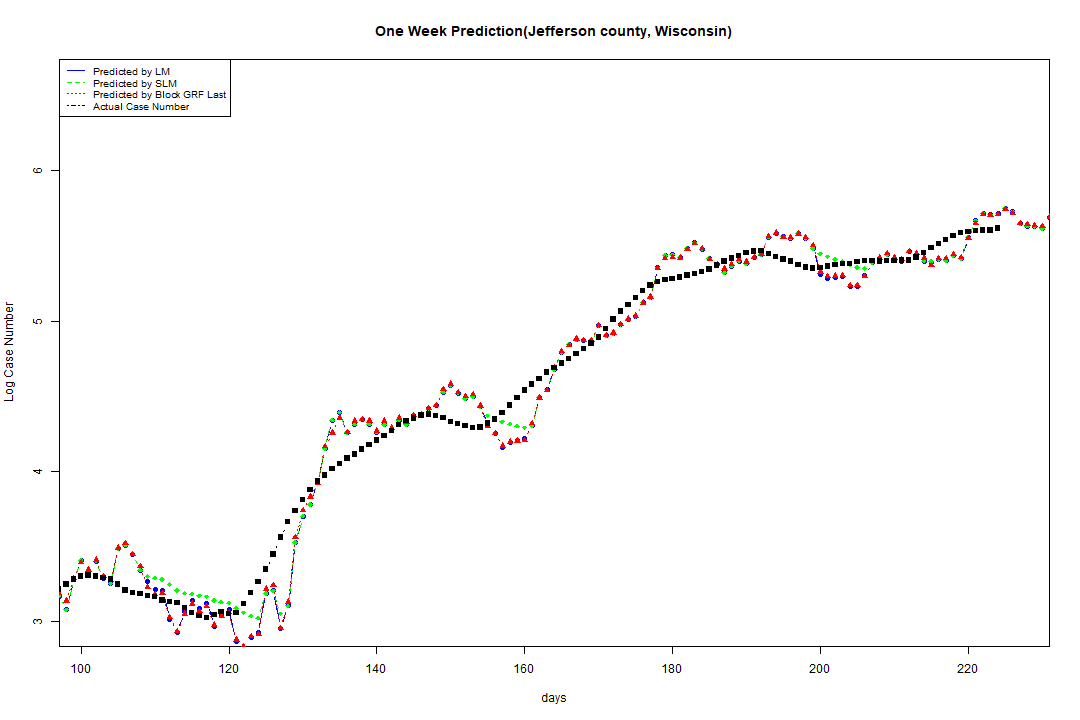 One Week Prediction(Jefferson county, Wisconsin)
Predicted by LM
Predicted by SLM
Predicted by Block GRF Last
Actual Case Number
6
5
4
3
Log Case Number
100 120 140 160 180 200 220
days